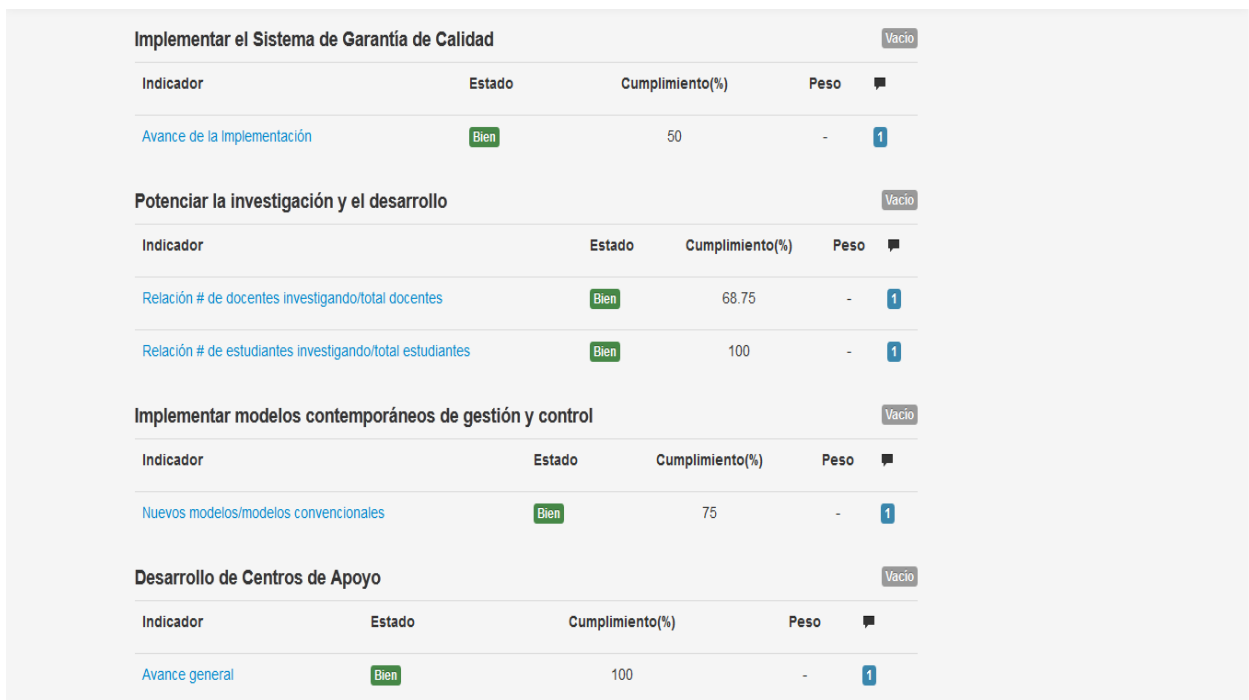 Implementar el Sistema de Garantía de Calidad Vacio
Indicador Estado Cumplimiento(%) Peso
Avance de la Implementación Bien 50 - 1
Potenciar la investigación y el desarrollo Vacio
Indicador Estado Cumplimiento(%) Peso
Relación # de docentes investigando/total docentes Bien 68.75 - 1
Relación # de estudiantes investigando/total estudiantes Bien 100 - 1
Implementar modelos contemporáneos de gestión y control Vacio
Indicador Estado Cumplimiento(%) Peso
Nuevos modelos/modelos convencionales Bien 75 - 1
Desarrollo de Centros de Apoyo Vacio
Indicador Estado Cumplimiento(%) Peso
Avance general Bien 100 - 1